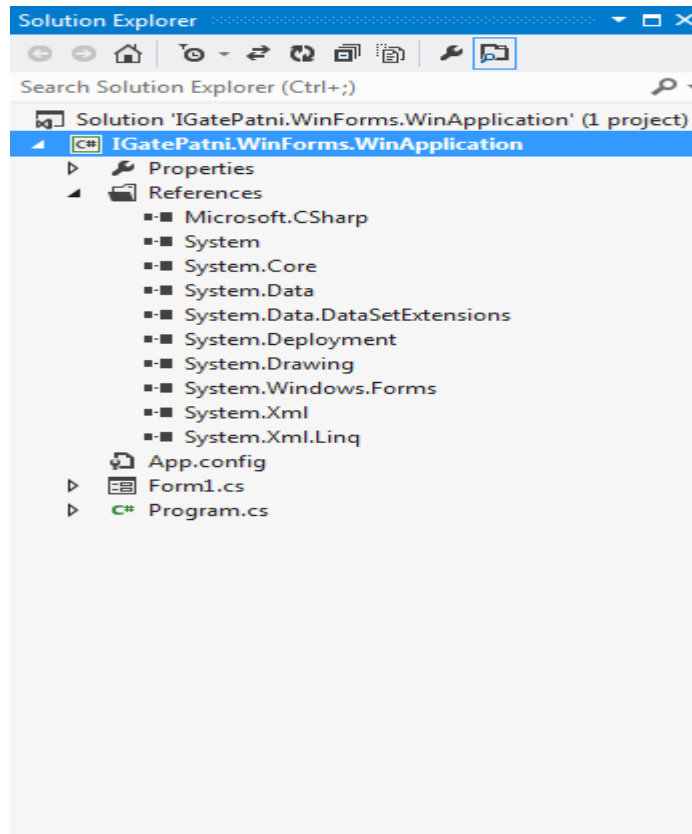 Solution Explorer
Search Solution Explorer (Ctrl+;)
Solution 'IGatePatni.WinForms.WinApplication' (1 project)
C# IGatePatni.WinForms.WinApplication
Properties
References
Microsoft.CSharp
System
System.Core
System.Data
System.Data.DataSetExtensions
System.Deployment
System.Drawing
System.Windows.Forms
System.Xml
System.Xml.Linq
App.config
Form1.cs
C# Program.cs